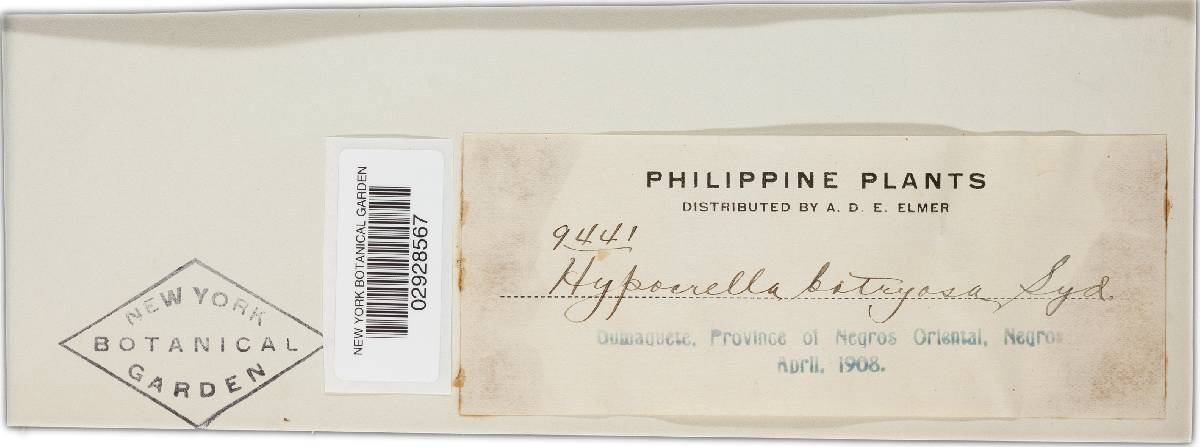 NEW YORK
BOTANICAL
GARDEN
NEW YORK BOTANICAL GARDEN
02928567
PHILIPPINE PLANTS
DISTRIBUTED BY A. D. E. ELMER
9441
Hypocrella botryosa Syd.
Dumaguete, Province of Negros Oriental, Negros
April, 1908.